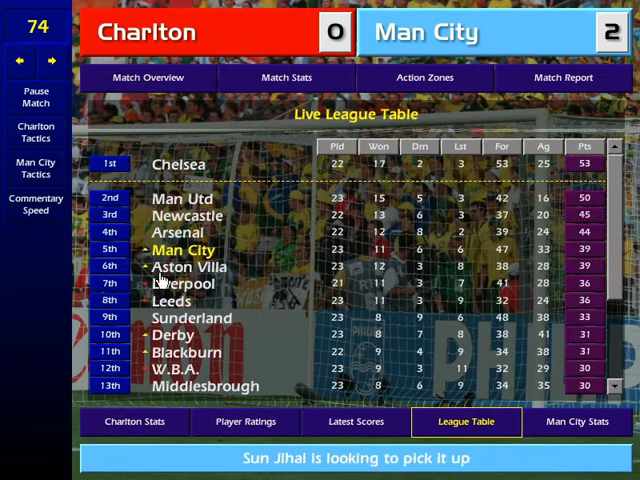 74
Charlton 0 Man City 2
Match Overview Match Stats Action Zones Match Report
Pause Match
Charlton Tactics
Man City Tactics
Commentary Speed
Live League Table
Pld Won Drn Lst For Ag Pts
1st Chelsea 22 17 2 3 53 25 53
2nd Man Utd 23 15 5 3 42 16 50
3rd Newcastle 22 13 6 3 37 20 45
4th Arsenal 22 12 8 2 39 24 44
5th Man City 23 11 6 6 47 33 39
6th Aston Villa 23 12 3 8 38 28 39
7th Liverpool 21 11 3 7 41 28 36
8th Leeds 23 11 3 9 32 24 36
9th Sunderland 23 8 9 6 48 38 33
10th Derby 23 8 7 8 38 41 31
11th Blackburn 22 9 4 9 34 38 31
12th W.B.A. 23 9 3 11 32 29 30
13th Middlesbrough 23 8 6 9 34 35 30
Charlton Stats Player Ratings Latest Scores League Table Man City Stats
Sun Jihai is looking to pick it up